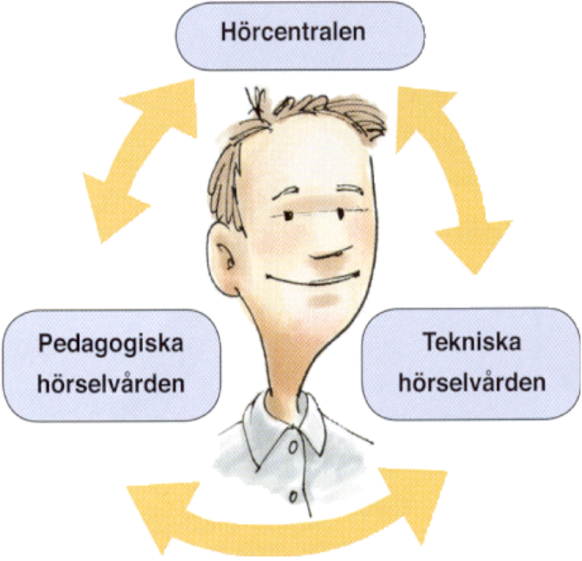 Hörcentralen
Pedagogiska
hörselvården
Tekniska
hörselvården